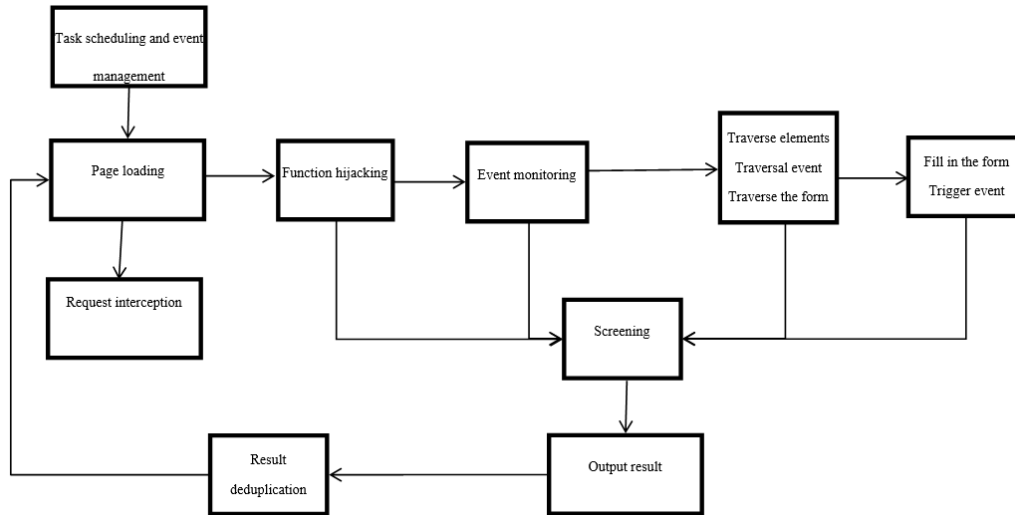 Task scheduling and event
management
Page loading
Function hijacking
Event monitoring
Traverse elements
Traversal event
Traverse the form
Fill in the form
Trigger event
Request interception
Screening
Result
deduplication
Output result